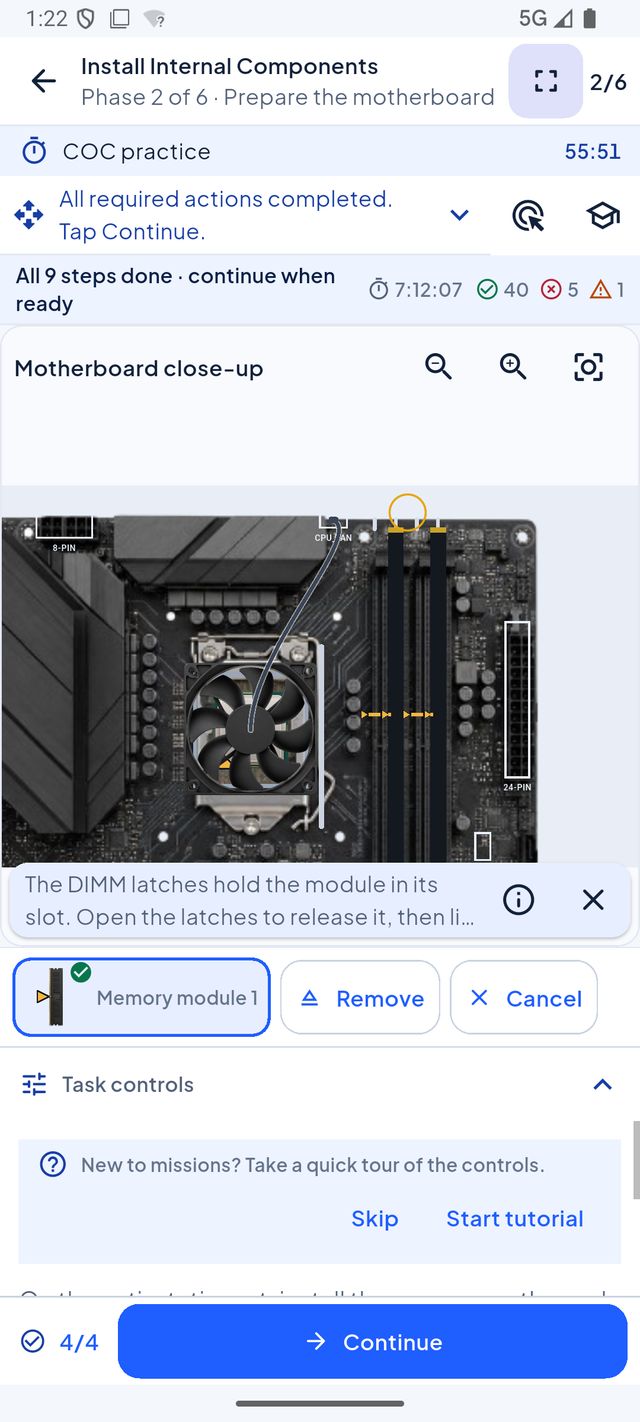 1:22
5G
Install Internal Components
Phase 2 of 6 · Prepare the motherboard
2/6
COC practice
55:51
All required actions completed.
Tap Continue.
All 9 steps done · continue when
ready
7:12:07
40
5
1
Motherboard close-up
8-PIN
CPU
24-PIN
The DIMM latches hold the module in its
slot. Open the latches to release it, then li…
Memory module 1
Remove
Cancel
Task controls
New to missions? Take a quick tour of the controls.
Skip
Start tutorial
4/4
Continue